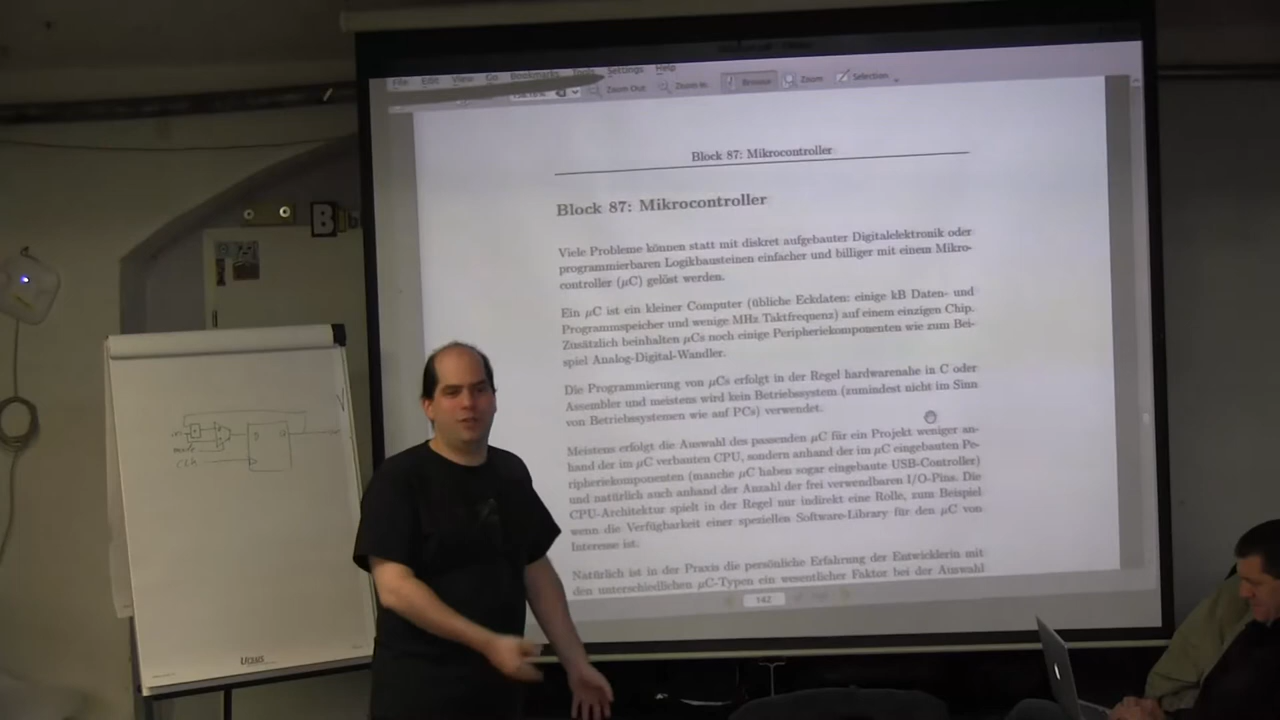 File Edit View Go Bookmarks Tools Settings Help
Zoom Out Zoom In Browse Zoom Selection
Block 87: Mikrocontroller
Block 87: Mikrocontroller
Viele Probleme können statt mit diskret aufgebauter Digitalelektronik oder
programmierbaren Logikbausteinen einfacher und billiger mit einem Mikro-
controller (μC) gelöst werden.
Ein μC ist ein kleiner Computer (übliche Eckdaten: einige kB Daten- und
Programmspeicher und wenige MHz Taktfrequenz) auf einem einzigen Chip.
Zusätzlich beinhalten μCs noch einige Peripheriekomponenten wie zum Bei-
spiel Analog-Digital-Wandler.
Die Programmierung von μCs erfolgt in der Regel hardwarenahe in C oder
Assembler und meistens wird kein Betriebssystem (zumindest nicht im Sinn
von Betriebssystemen wie auf PCs) verwendet.
Meistens erfolgt die Auswahl des passenden μC für ein Projekt weniger an-
hand der im μC verbauten CPU, sondern anhand der im μC eingebauten Pe-
ripheriekomponenten (manche μC haben sogar eingebaute USB-Controller)
und natürlich auch anhand der Anzahl der frei verwendbaren I/O-Pins. Die
CPU-Architektur spielt in der Regel nur indirekt eine Rolle, zum Beispiel
wenn die Verfügbarkeit einer speziellen Software-Library für den μC von
Interesse ist.
Natürlich ist in der Praxis die persönliche Erfahrung der Entwicklerin mit
den unterschiedlichen μC-Typen ein wesentlicher Faktor bei der Auswahl
142
B